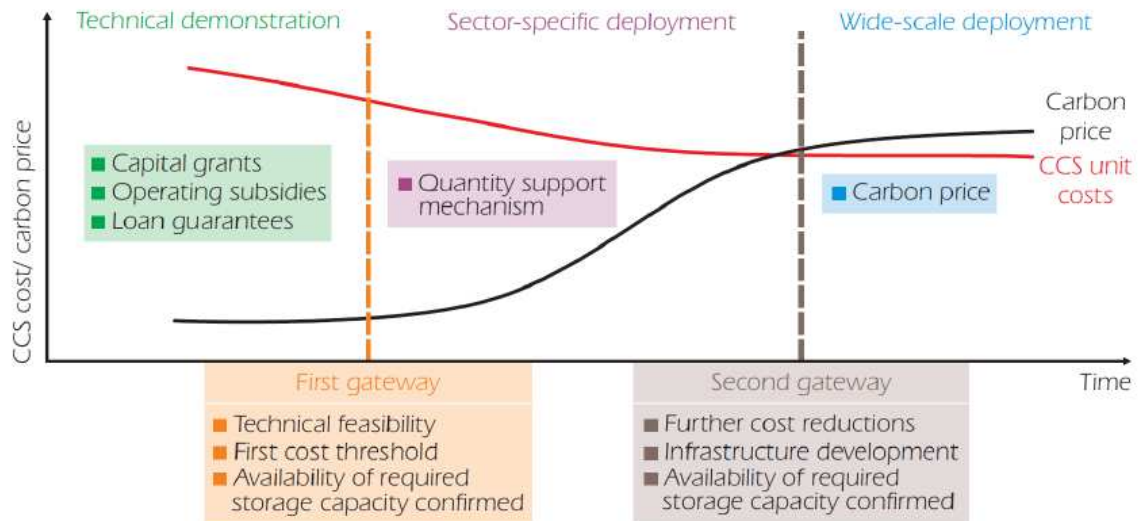 Technical demonstration
Sector-specific deployment
Wide-scale deployment
CCS cost/ carbon price
■ Capital grants
■ Operating subsidies
■ Loan guarantees
■ Quantity support
mechanism
■ Carbon price
Carbon
price
CCS unit
costs
Time
First gateway
■ Technical feasibility
■ First cost threshold
■ Availability of required
storage capacity confirmed
Second gateway
■ Further cost reductions
■ Infrastructure development
■ Availability of required
storage capacity confirmed